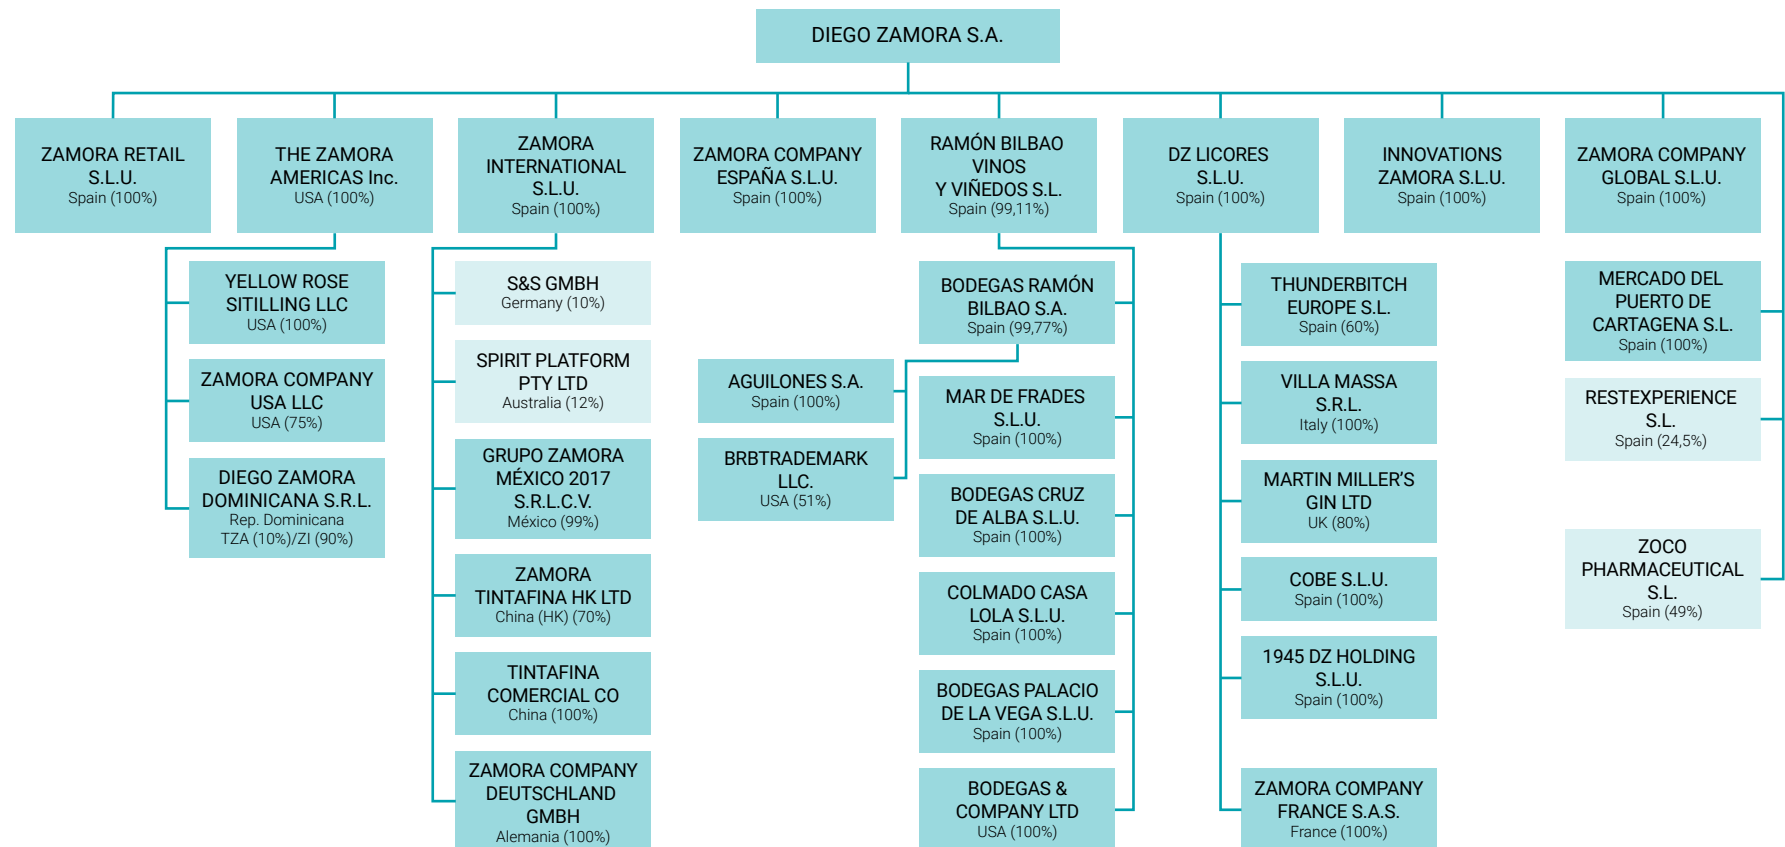 DIEGO ZAMORA S.A.
ZAMORA RETAIL
S.L.U.
Spain (100%)
THE ZAMORA
AMERICAS Inc.
USA (100%)
ZAMORA
INTERNATIONAL
S.L.U.
Spain (100%)
ZAMORA COMPANY
ESPAÑA S.L.U.
Spain (100%)
RAMÓN BILBAO
VINOS
Y VIÑEDOS S.L.
Spain (99,11%)
DZ LICORES
S.L.U.
Spain (100%)
INNOVATIONS
ZAMORA S.L.U.
Spain (100%)
ZAMORA COMPANY
GLOBAL S.L.U.
Spain (100%)
YELLOW ROSE
SITILLING LLC
USA (100%)
ZAMORA COMPANY
USA LLC
USA (75%)
DIEGO ZAMORA
DOMINICANA S.R.L.
Rep. Dominicana
TZA (10%)/ZI (90%)
S&S GMBH
Germany (10%)
SPIRIT PLATFORM
PTY LTD
Australia (12%)
GRUPO ZAMORA
MÉXICO 2017
S.R.L.C.V.
México (99%)
ZAMORA
TINTAFINA HK LTD
China (HK) (70%)
TINTAFINA
COMERCIAL CO
China (100%)
ZAMORA COMPANY
DEUTSCHLAND
GMBH
Alemania (100%)
BODEGAS RAMÓN
BILBAO S.A.
Spain (99,77%)
AGUILONES S.A.
Spain (100%)
BRBTRADEMARK
LLC.
USA (51%)
MAR DE FRADES
S.L.U.
Spain (100%)
BODEGAS CRUZ
DE ALBA S.L.U.
Spain (100%)
COLMADO CASA
LOLA S.L.U.
Spain (100%)
BODEGAS PALACIO
DE LA VEGA S.L.U.
Spain (100%)
BODEGAS &
COMPANY LTD
USA (100%)
THUNDERBITCH
EUROPE S.L.
Spain (60%)
VILLA MASSA
S.R.L.
Italy (100%)
MARTIN MILLER’S
GIN LTD
UK (80%)
COBE S.L.U.
Spain (100%)
1945 DZ HOLDING
S.L.U.
Spain (100%)
ZAMORA COMPANY
FRANCE S.A.S.
France (100%)
MERCADO DEL
PUERTO DE
CARTAGENA S.L.
Spain (100%)
RESTEXPERIENCE
S.L.
Spain (24,5%)
ZOCO
PHARMACEUTICAL
S.L.
Spain (49%)